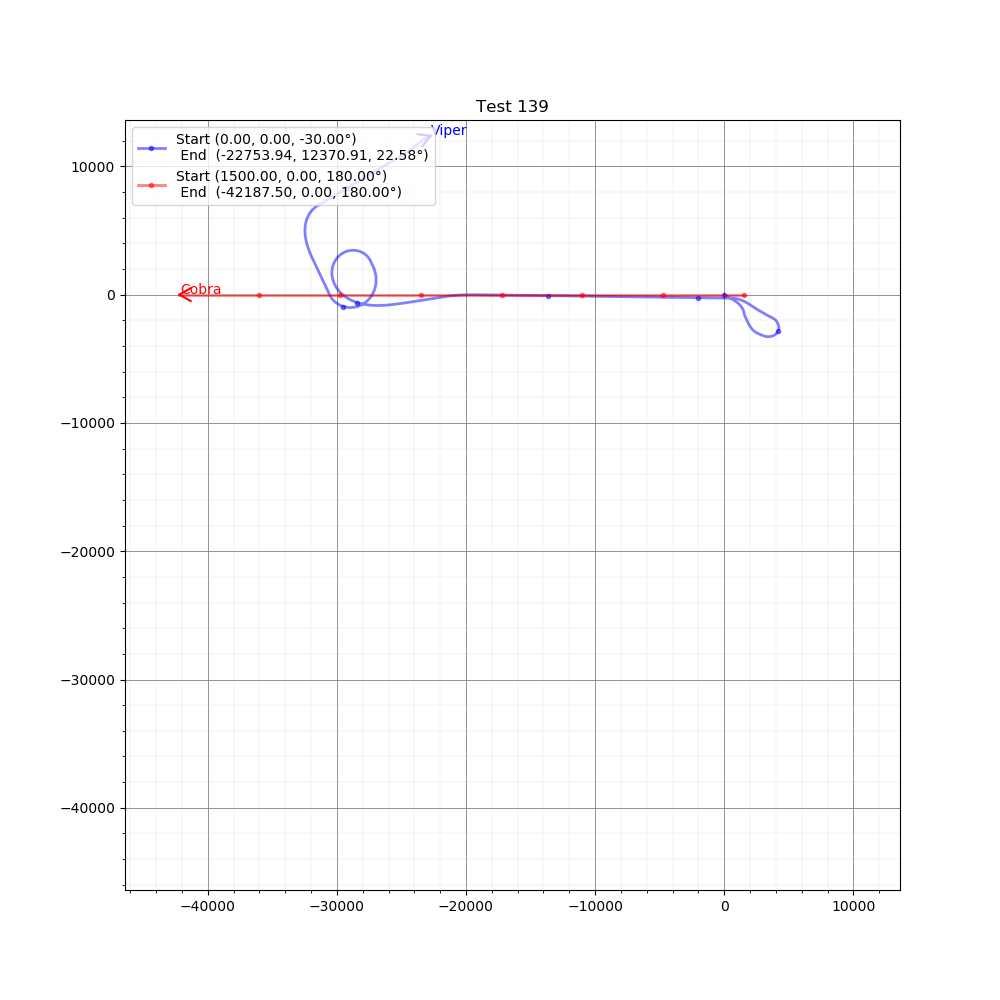 Test 139
Viper
Start (0.00, 0.00, -30.00°)
End  (-22753.94, 12370.91, 22.58°)
Start (1500.00, 0.00, 180.00°)
End  (-42187.50, 0.00, 180.00°)
Cobra
10000
0
−10000
−20000
−30000
−40000
−40000 −30000 −20000 −10000 0 10000